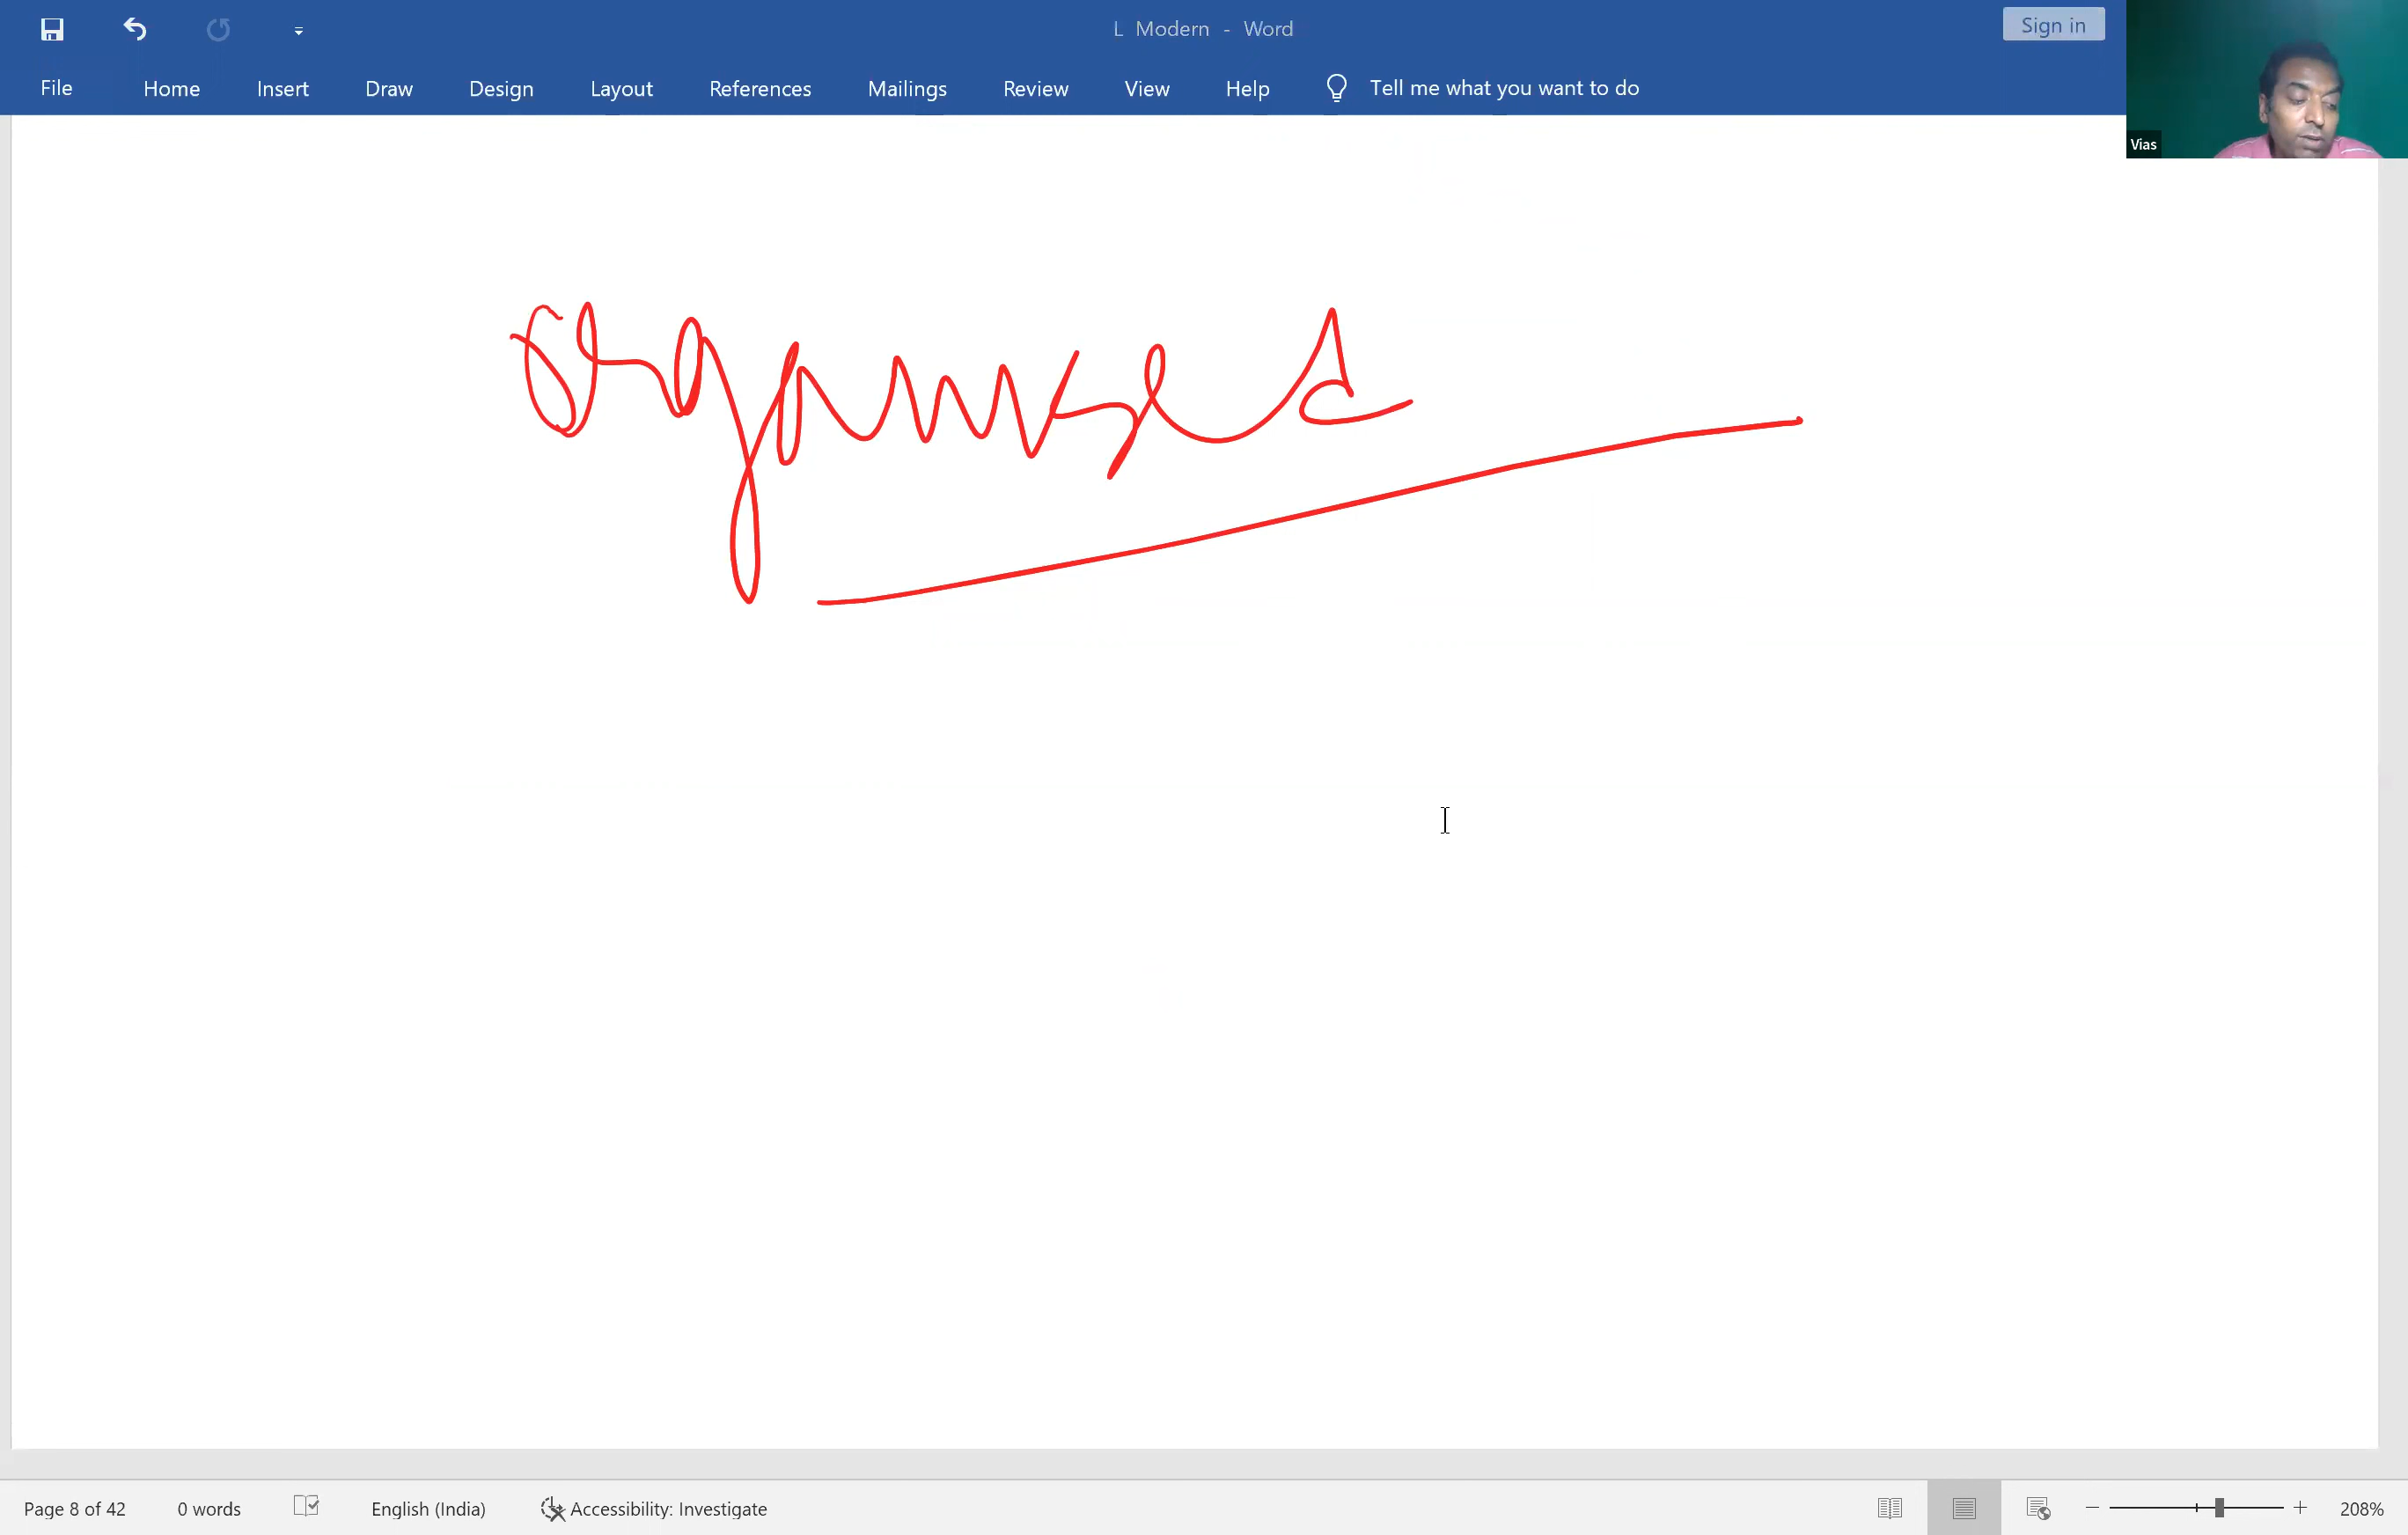 L Modern - Word
Sign in
File Home Insert Draw Design Layout References Mailings Review View Help Tell me what you want to do
Vias
Organised
Page 8 of 42 0 words English (India) Accessibility: Investigate 208%